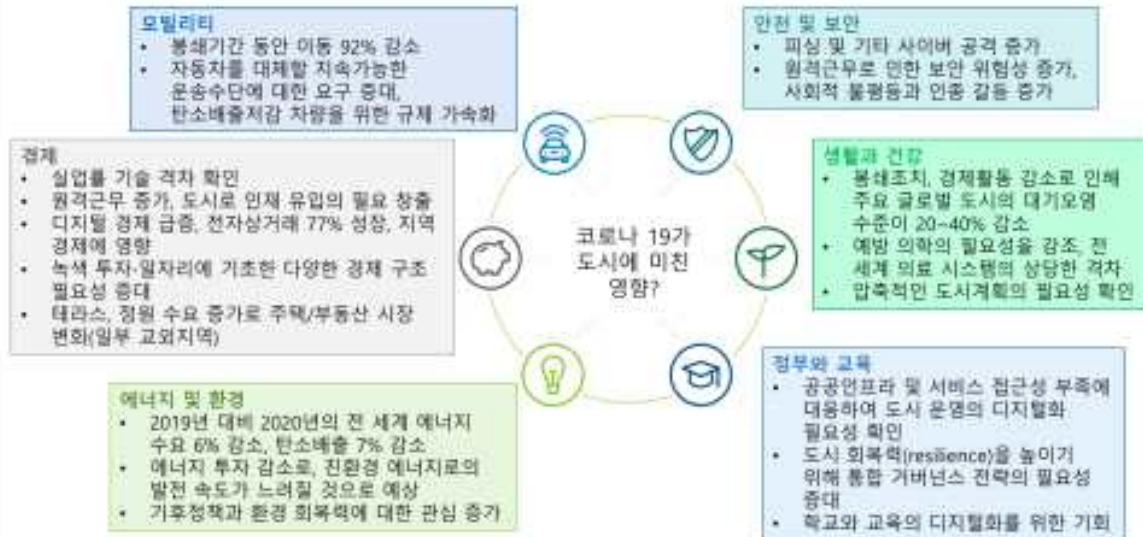 모빌리티
• 봉쇄기간 동안 이동 92% 감소
• 자동차를 대체할 지속가능한
운송수단에 대한 요구 증대,
탄소배출저감 차량을 위한 규제 가속화
안전 및 보안
• 피싱 및 기타 사이버 공격 증가
• 원격근무로 인한 보안 위험성 증가,
사회적 불평등과 인종 갈등 증가
경제
• 실업률 기술 격차 확인
• 원격근무 증가, 도시로 인재 유입의 필요 창출
• 디지털 경제 급증, 전자상거래 77% 성장, 지역
경제에 영향
• 녹색 투자·일자리에 기초한 다양한 경제 구조
필요성 증대
• 테라스, 정원 수요 증가로 주택/부동산 시장
변화(일부 교외지역)
코로나 19가
도시에 미친
영향?
생활과 건강
• 봉쇄조치, 경제활동 감소로 인해
주요 글로벌 도시의 대기오염
수준이 20~40% 감소
• 예방 의학의 필요성을 강조, 전
세계 의료 시스템의 상당한 격차
• 압축적인 도시계획의 필요성 확인
에너지 및 환경
• 2019년 대비 2020년의 전 세계 에너지
수요 6% 감소, 탄소배출 7% 감소
• 에너지 투자 감소로, 친환경 에너지로의
발전 속도가 느려질 것으로 예상
• 기후정책과 환경 회복력에 대한 관심 증가
정부와 교육
• 공공인프라 및 서비스 접근성 부족에
대응하여 도시 운영의 디지털화
필요성 확인
• 도시 회복력(resilience)을 높이기
위해 통합 거버넌스 전략의 필요성
증대
• 학교와 교육의 디지털화를 위한 기회